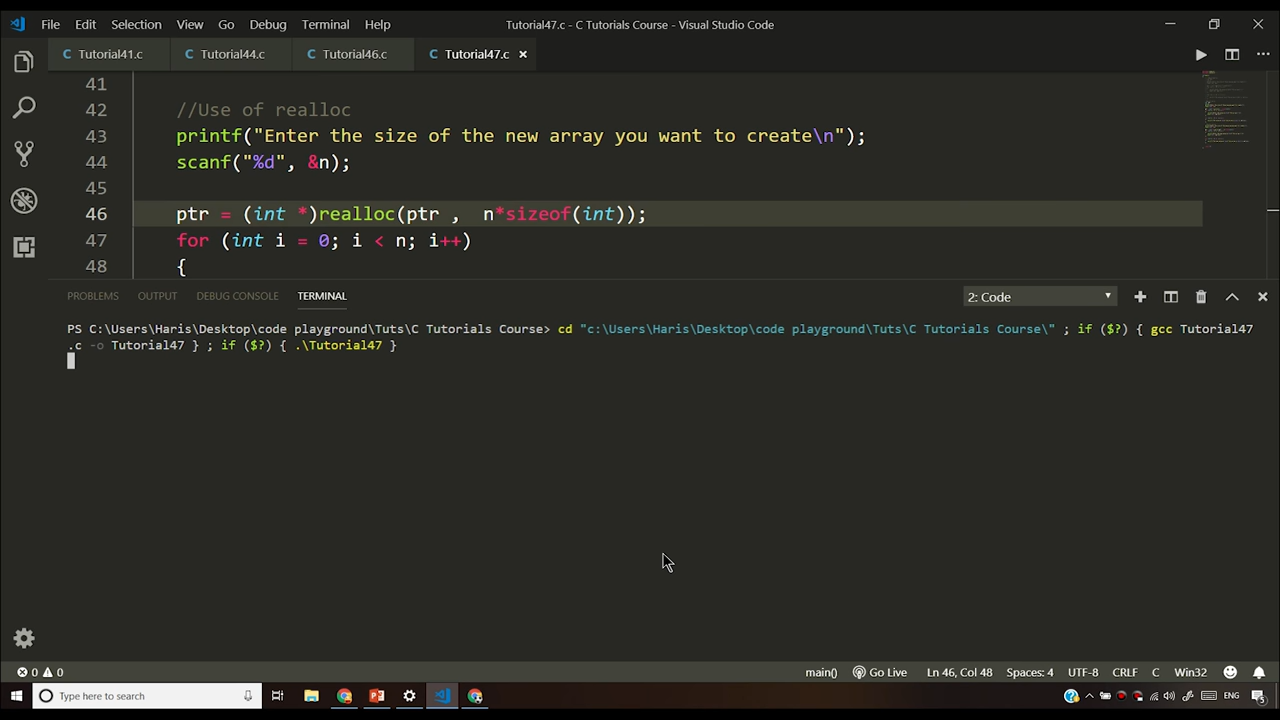 File Edit Selection View Go Debug Terminal Help Tutorial47.c - C Tutorials Course - Visual Studio Code
C Tutorial41.c C Tutorial44.c C Tutorial46.c C Tutorial47.c
41
42 //Use of realloc
43 printf("Enter the size of the new array you want to create\n");
44 scanf("%d", &n);
45
46 ptr = (int *)realloc(ptr ,  n*sizeof(int));
47 for (int i = 0; i < n; i++)
48 {
PROBLEMS OUTPUT DEBUG CONSOLE TERMINAL 2: Code
PS C:\Users\Haris\Desktop\code playground\Tuts\C Tutorials Course> cd "c:\Users\Haris\Desktop\code playground\Tuts\C Tutorials Course\" ; if ($?) { gcc Tutorial47
.c -o Tutorial47 } ; if ($?) { .\Tutorial47 }
0 0 main() Go Live Ln 46, Col 48 Spaces: 4 UTF-8 CRLF C Win32
Type here to search ENG 5